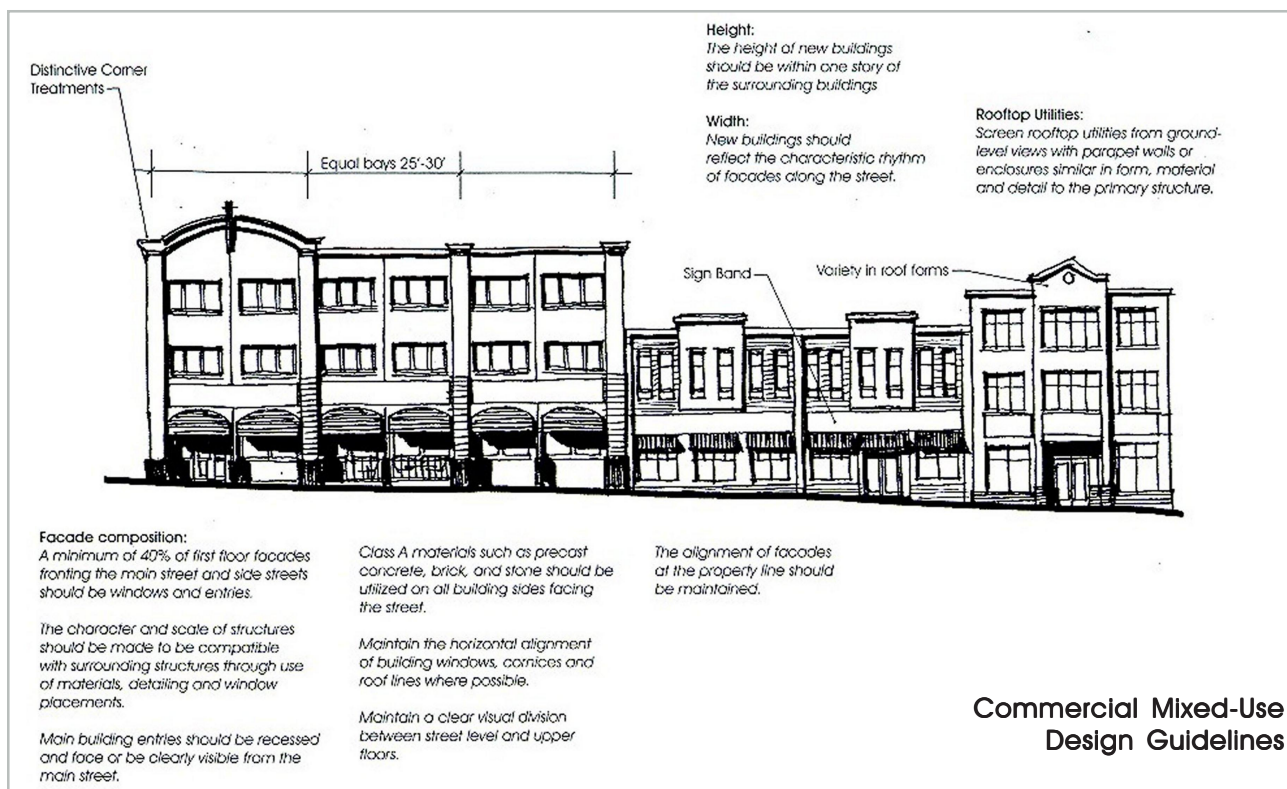 Height:
The height of new buildings
should be within one story of
the surrounding buildings
Distinctive Corner
Treatments
Width:
New buildings should
reflect the characteristic rhythm
of facades along the street.
Rooftop Utilities:
Screen rooftop utilities from ground-
level views with parapet walls or
enclosures similar in form, material
and detail to the primary structure.
Equal bays 25'-30'
Sign Band
Variety in roof forms
Facade composition:
A minimum of 40% of first floor facades
fronting the main street and side streets
should be windows and entries.
The character and scale of structures
should be made to be compatible
with surrounding structures through use
of materials, detailing and window
placements.
Main building entries should be recessed
and face or be clearly visible from the
main street.
Class A materials such as precast
concrete, brick, and stone should be
utilized on all building sides facing
the street.
Maintain the horizontal alignment
of building windows, cornices and
roof lines where possible.
Maintain a clear visual division
between street level and upper
floors.
The alignment of facades
at the property line should
be maintained.
Commercial Mixed-Use
Design Guidelines